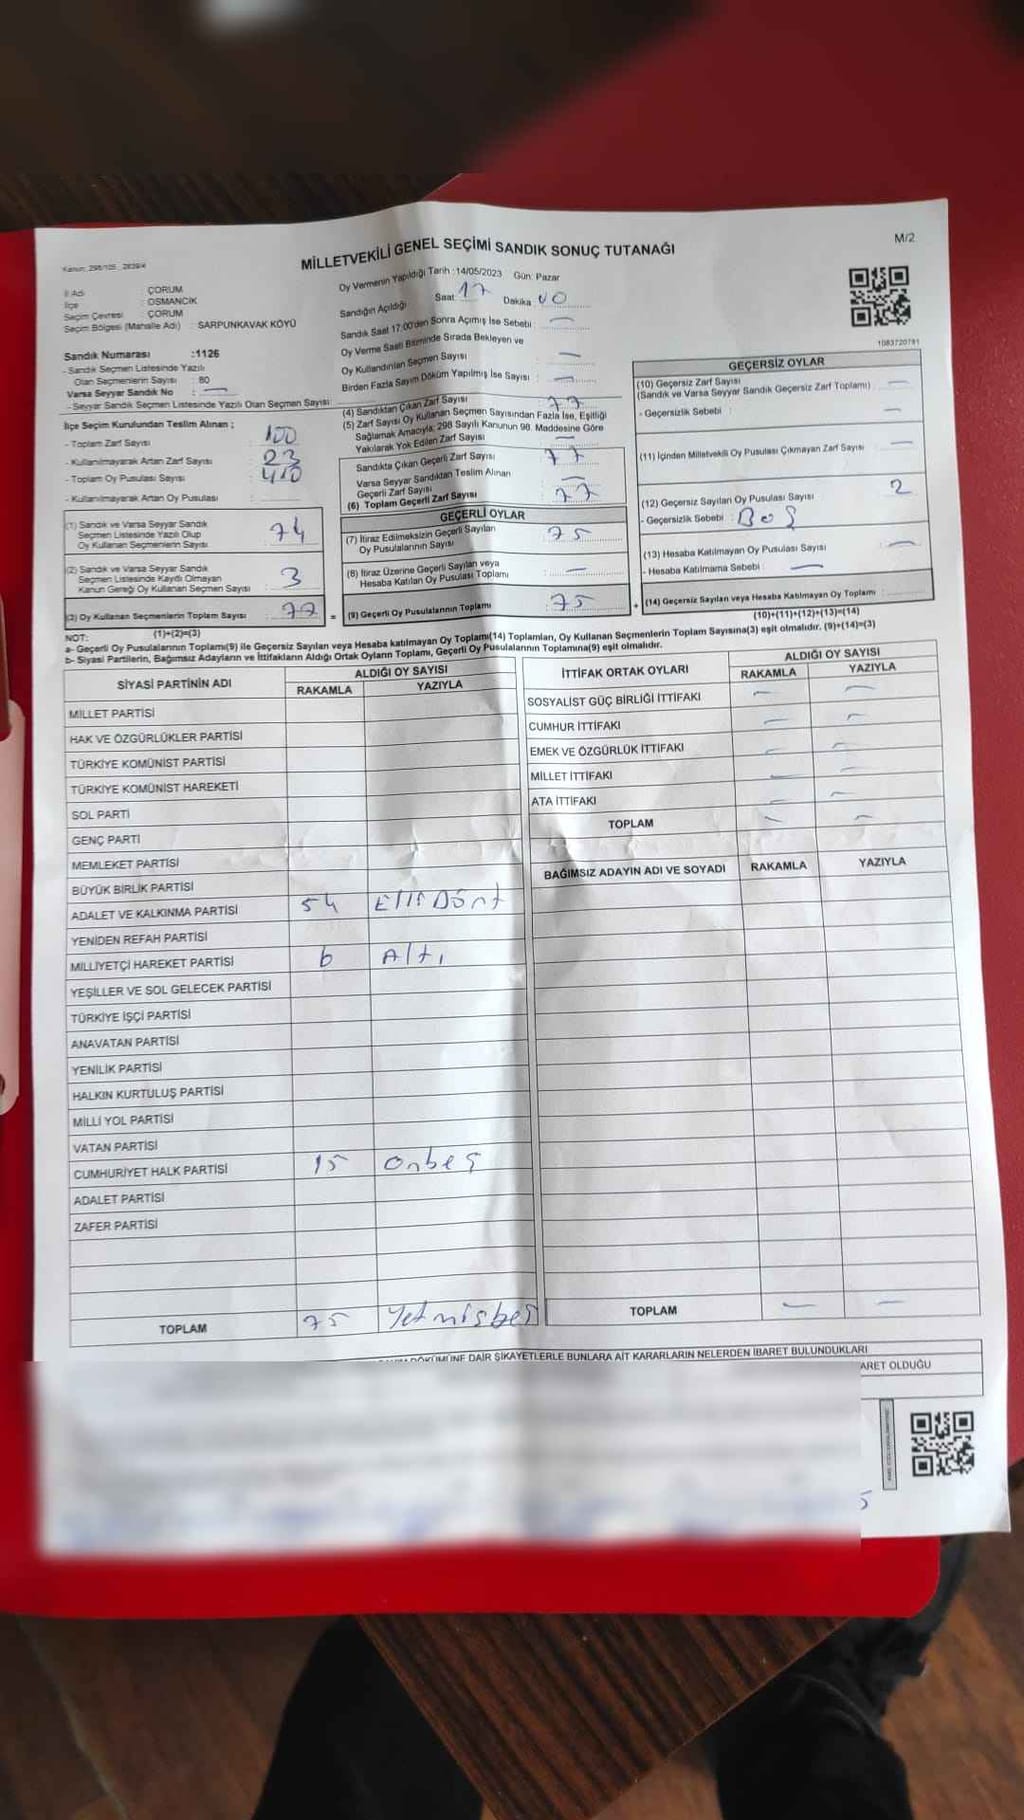 MİLLETVEKİLİ GENEL SEÇİMİ SANDIK SONUÇ TUTANAĞI
M/2
İl Adı : ÇORUM
İlçe : OSMANCIK
Seçim Çevresi : ÇORUM
Seçim Bölgesi (Mahalle Adı) : SARPUNKAVAK KÖYÜ
Sandık Numarası :1126
- Sandık Seçmen Listesinde Yazılı
Olan Seçmenlerin Sayısı : 80
Varsa Seyyar Sandık No : —
- Seyyar Sandık Seçmen Listesinde Yazılı Olan Seçmen Sayısı:
Oy Vermenin Yapıldığı Tarih :14/05/2023 Gün: Pazar
Sandığın Açıldığı Saat 17 Dakika 00
Sandık Saat 17:00'den Sonra Açılmış İse Sebebi : —
Oy Verme Saati Bitiminde Sırada Bekleyen ve
Oy Kullandırılan Seçmen Sayısı —
Birden Fazla Sayım Döküm Yapılmış İse Sayısı : —
1083720781
İlçe Seçim Kurulundan Teslim Alınan ;
- Toplam Zarf Sayısı : 100
- Kullanılmayarak Artan Zarf Sayısı : 23
- Toplam Oy Pusulası Sayısı :
- Kullanılmayarak Artan Oy Pusulası :
(1) Sandık ve Varsa Seyyar Sandık
Seçmen Listesinde Yazılı Olup
Oy Kullanan Seçmenlerin Sayısı 74
(2) Sandık ve Varsa Seyyar Sandık
Seçmen Listesinde Kaydı Olmayan
Kanun Gereği Oy Kullanan Seçmen Sayısı : 3
(3) Oy Kullanan Seçmenlerin Toplam Sayısı : 77
(1)+(2)=(3)
(4) Sandıktan Çıkan Zarf Sayısı : 77
(5) Zarf Sayısı Oy Kullanan Seçmen Sayısından Fazla İse, Eşitliği
Sağlamak Amacıyla, 298 Sayılı Kanunun 98. Maddesine Göre
Yakılarak Yok Edilen Zarf Sayısı —
Sandıkta Çıkan Geçerli Zarf Sayısı 77
Varsa Seyyar Sandıktan Teslim Alınan
Geçerli Zarf Sayısı —
(6) Toplam Geçerli Zarf Sayısı : 77
GEÇERLİ OYLAR
(7) İtiraz Edilmeksizin Geçerli Sayılan
Oy Pusulalarının Sayısı : 75
(8) İtiraz Üzerine Geçerli Sayılan veya
Hesaba Katılan Oy Pusulası Toplamı : —
= (9) Geçerli Oy Pusulalarının Toplamı : 75 +
GEÇERSİZ OYLAR
(10) Geçersiz Zarf Sayısı
(Sandık ve Varsa Seyyar Sandık Geçersiz Zarf Toplamı) : —
- Geçersizlik Sebebi : —
(11) İçinden Milletvekili Oy Pusulası Çıkmayan Zarf Sayısı : —
(12) Geçersiz Sayılan Oy Pusulası Sayısı 2
- Geçersizlik Sebebi : Boş
(13) Hesaba Katılmayan Oy Pusulası Sayısı —
- Hesaba Katılmama Sebebi : —
(14) Geçersiz Sayılan veya Hesaba Katılmayan Oy Toplamı :
(10)+(11)+(12)+(13)=(14)
NOT:
a- Geçerli Oy Pusulalarının Toplamı(9) ile Geçersiz Sayılan veya Hesaba katılmayan Oy Toplamı(14) Toplamları, Oy Kullanan Seçmenlerin Toplam Sayısına(3) eşit olmalıdır. (9)+(14)=(3)
b- Siyasi Partilerin, Bağımsız Adayların ve İttifakların Aldığı Ortak Oyların Toplamı, Geçerli Oy Pusulalarının Toplamına(9) eşit olmalıdır.
SİYASİ PARTİNİN ADI ALDIĞI OY SAYISI
RAKAMLA YAZIYLA
MİLLET PARTİSİ
HAK VE ÖZGÜRLÜKLER PARTİSİ
TÜRKİYE KOMÜNİST PARTİSİ
TÜRKİYE KOMÜNİST HAREKETİ
SOL PARTİ
GENÇ PARTİ
MEMLEKET PARTİSİ
BÜYÜK BİRLİK PARTİSİ
ADALET VE KALKINMA PARTİSİ 54 Elli Dört
YENİDEN REFAH PARTİSİ
MİLLİYETÇİ HAREKET PARTİSİ 6 Altı
YEŞİLLER VE SOL GELECEK PARTİSİ
TÜRKİYE İŞÇİ PARTİSİ
ANAVATAN PARTİSİ
YENİLİK PARTİSİ
HALKIN KURTULUŞ PARTİSİ
MİLLİ YOL PARTİSİ
VATAN PARTİSİ
CUMHURİYET HALK PARTİSİ 15 Onbeş
ADALET PARTİSİ
ZAFER PARTİSİ
TOPLAM 75 Yetmişbeş
İTTİFAK ORTAK OYLARI ALDIĞI OY SAYISI
RAKAMLA YAZIYLA
SOSYALİST GÜÇ BİRLİĞİ İTTİFAKI — —
CUMHUR İTTİFAKI — —
EMEK VE ÖZGÜRLÜK İTTİFAKI — —
MİLLET İTTİFAKI — —
ATA İTTİFAKI — —
TOPLAM — —
BAĞIMSIZ ADAYIN ADI VE SOYADI RAKAMLA YAZIYLA
TOPLAM — —
DÖKÜMÜNE DAİR ŞİKAYETLERLE BUNLARA AİT KARARLARIN NELERDEN İBARET BULUNDUKLARI
OLDUĞU